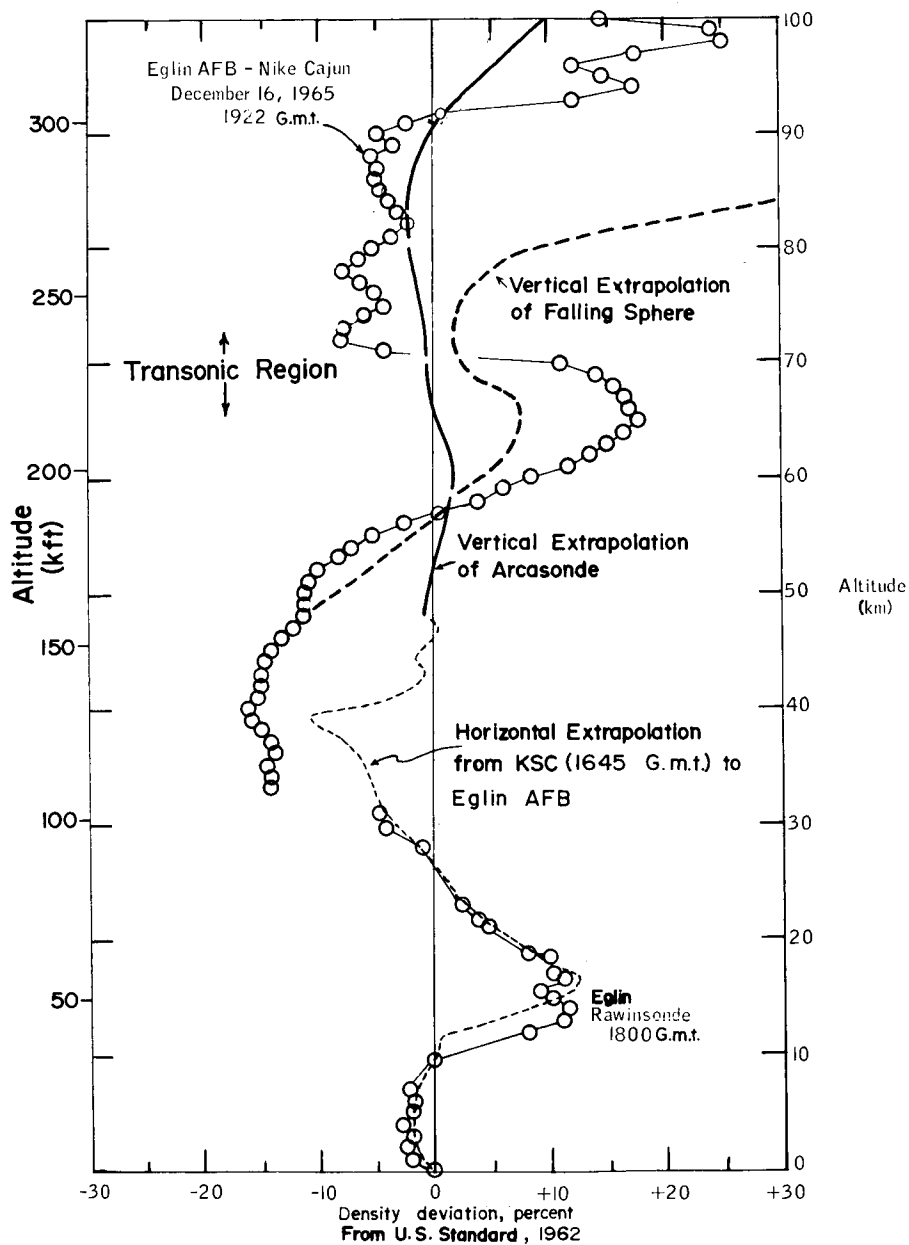 Eglin AFB - Nike Cajun
December 16, 1965
1922 G.m.t.
100
90
80
70
60
50
40
30
20
10
0
Altitude
(km)
300
250
200
150
100
50
Altitude
(kft)
Vertical Extrapolation
of Falling Sphere
Transonic Region
Vertical Extrapolation
of Arcasonde
Horizontal Extrapolation
from KSC (1645 G.m.t.) to
Eglin AFB
Eglin
Rawinsonde
1800 G.m.t.
-30
-20
-10
0
+10
+20
+30
Density deviation, percent
From U.S. Standard, 1962